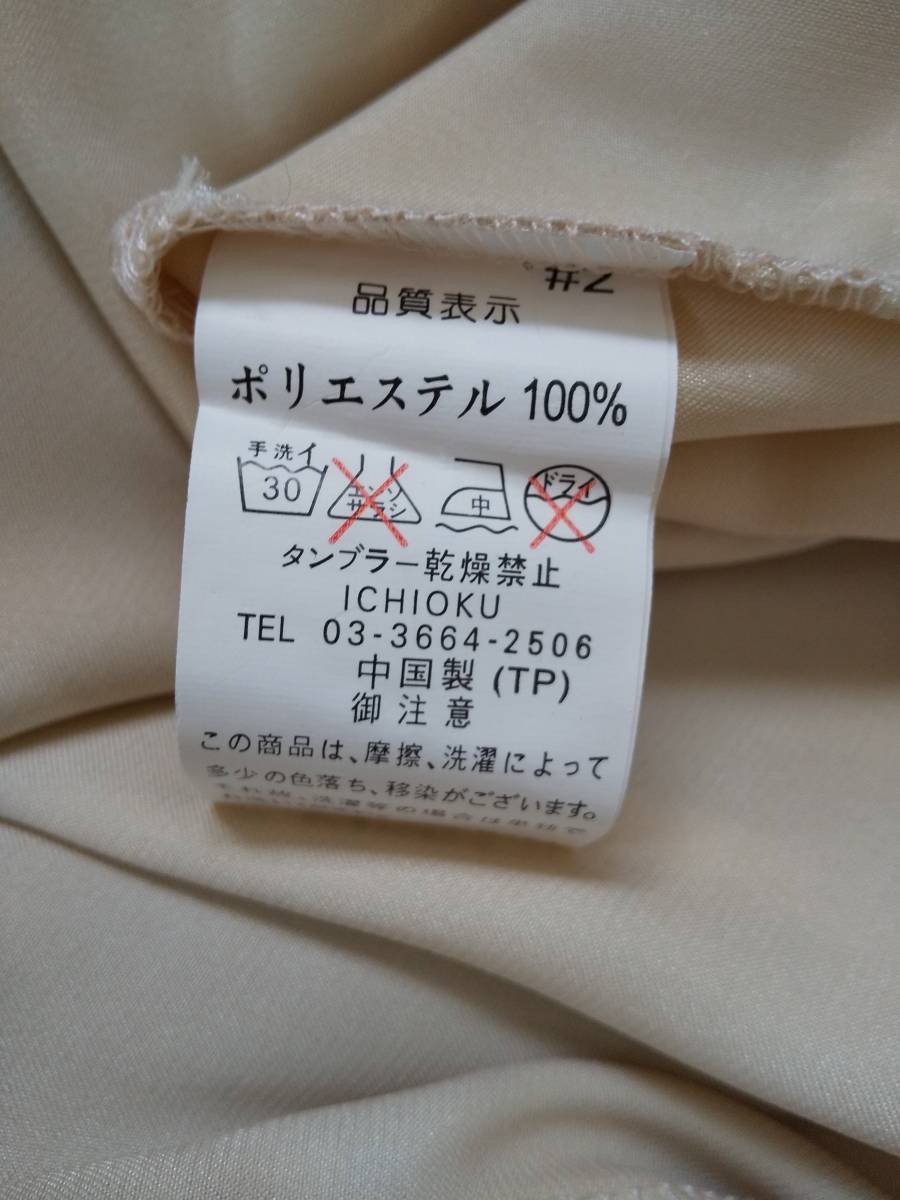 品質表示
ポリエステル 100%
手洗イ
30
エンソ
サラシ
中
ドライ
タンブラー乾燥禁止
ICHIOKU
TEL 03-3664-2506
中国製 (TP)
御注意
この商品は、摩擦、洗濯によって
多少の色落ち、移染がございます。